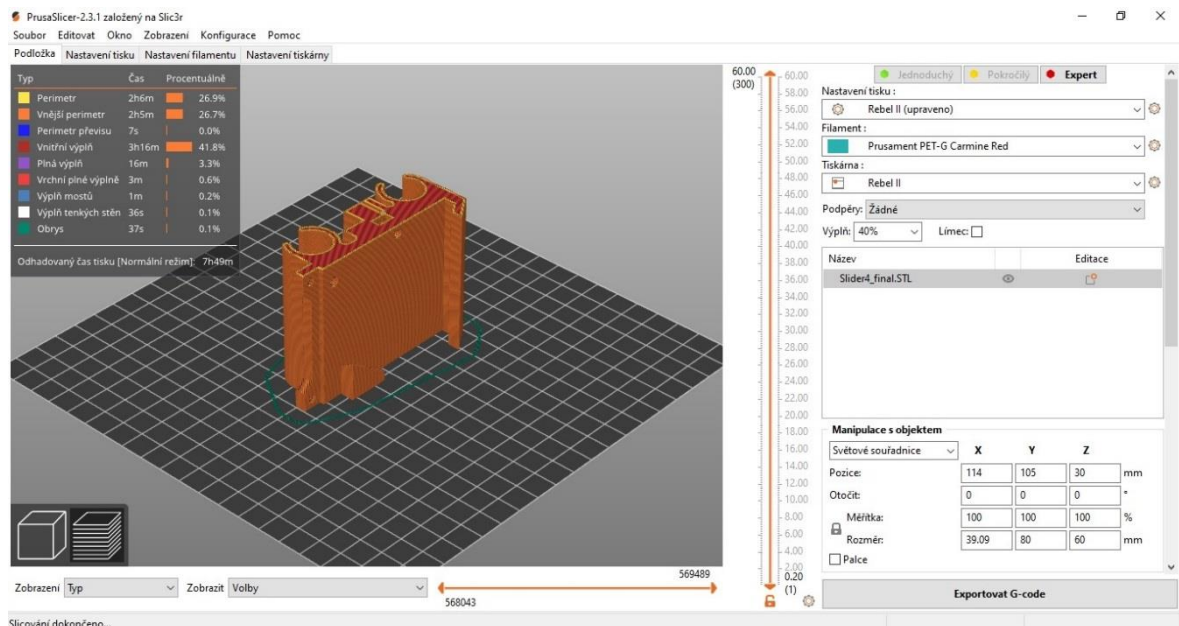 PrusaSlicer-2.3.1 založený na Slic3r
Soubor Editovat Okno Zobrazení Konfigurace Pomoc
Podložka Nastavení tisku Nastavení filamentu Nastavení tiskárny
Typ Čas Procentuálně
Perimetr 2h6m 26.9%
Vnější perimetr 2h5m 26.7%
Perimetr převisu 7s 0.0%
Vnitřní výplň 3h16m 41.8%
Plná výplň 16m 3.3%
Vrchní plné výplně 3m 0.6%
Výplň mostů 1m 0.2%
Výplň tenkých stěn 36s 0.1%
Obrys 37s 0.1%
Odhadovaný čas tisku [Normální režim]: 7h49m
Zobrazení Typ Zobrazit Volby
569489
568043
60.00
(300)
60.00
58.00
56.00
54.00
52.00
50.00
48.00
46.00
44.00
42.00
40.00
38.00
36.00
34.00
32.00
30.00
28.00
26.00
24.00
22.00
20.00
18.00
16.00
14.00
12.00
10.00
8.00
6.00
4.00
2.00
0.20
(1)
Jednoduchý Pokročilý Expert
Nastavení tisku :
Rebel II (upraveno)
Filament :
Prusament PET-G Carmine Red
Tiskárna :
Rebel II
Podpěry: Žádné
Výplň: 40% Límec:
Název Editace
Slider4_final.STL
Manipulace s objektem
Světové souřadnice X Y Z
Pozice: 114 105 30 mm
Otočit: 0 0 0 °
Měřítka: 100 100 100 %
Rozměr: 39.09 80 60 mm
Palce
Exportovat G-code
Slicování dokončeno...